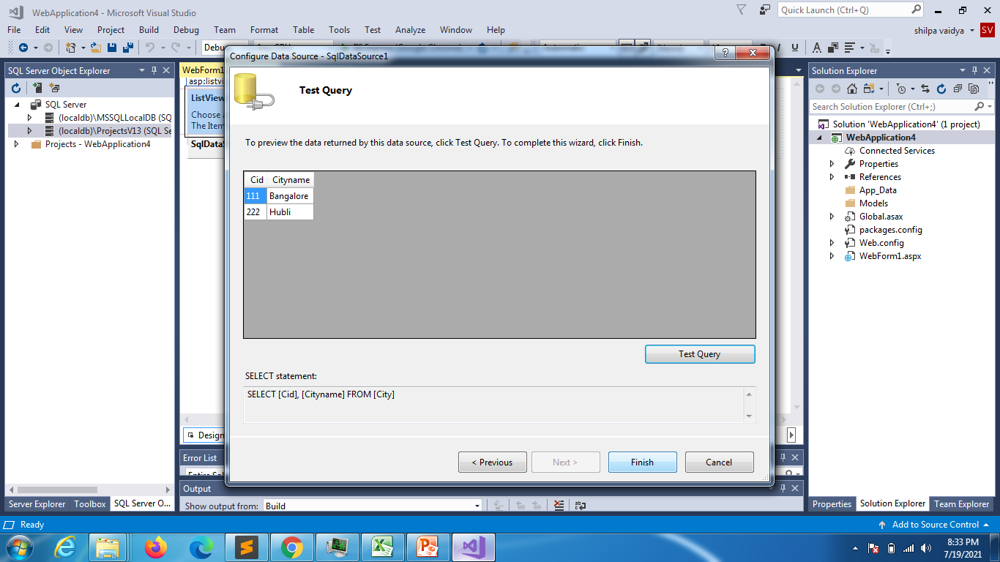 WebApplication4 - Microsoft Visual Studio
Quick Launch (Ctrl+Q)
File Edit View Project Build Debug Team Format Table Tools Test Analyze Window Help
shilpa vaidya SV
SQL Server Object Explorer
SQL Server
(localdb)\MSSQLLocalDB (SQ
(localdb)\ProjectsV13 (SQL Se
Projects - WebApplication4
Server Explorer Toolbox SQL Server O...
WebForm1
asp:listvi
ListView
Choose
The Item
SqlDataS
Design
Error List
Output
Show output from: Build
Configure Data Source - SqlDataSource1
Test Query
To preview the data returned by this data source, click Test Query. To complete this wizard, click Finish.
Cid Cityname
111 Bangalore
222 Hubli
Test Query
SELECT statement:
SELECT [Cid], [Cityname] FROM [City]
< Previous Next > Finish Cancel
Solution Explorer
Search Solution Explorer (Ctrl+;)
Solution 'WebApplication4' (1 project)
WebApplication4
Connected Services
Properties
References
App_Data
Models
Global.asax
packages.config
Web.config
WebForm1.aspx
Properties Solution Explorer Team Explorer
Ready
Add to Source Control
8:33 PM
7/19/2021